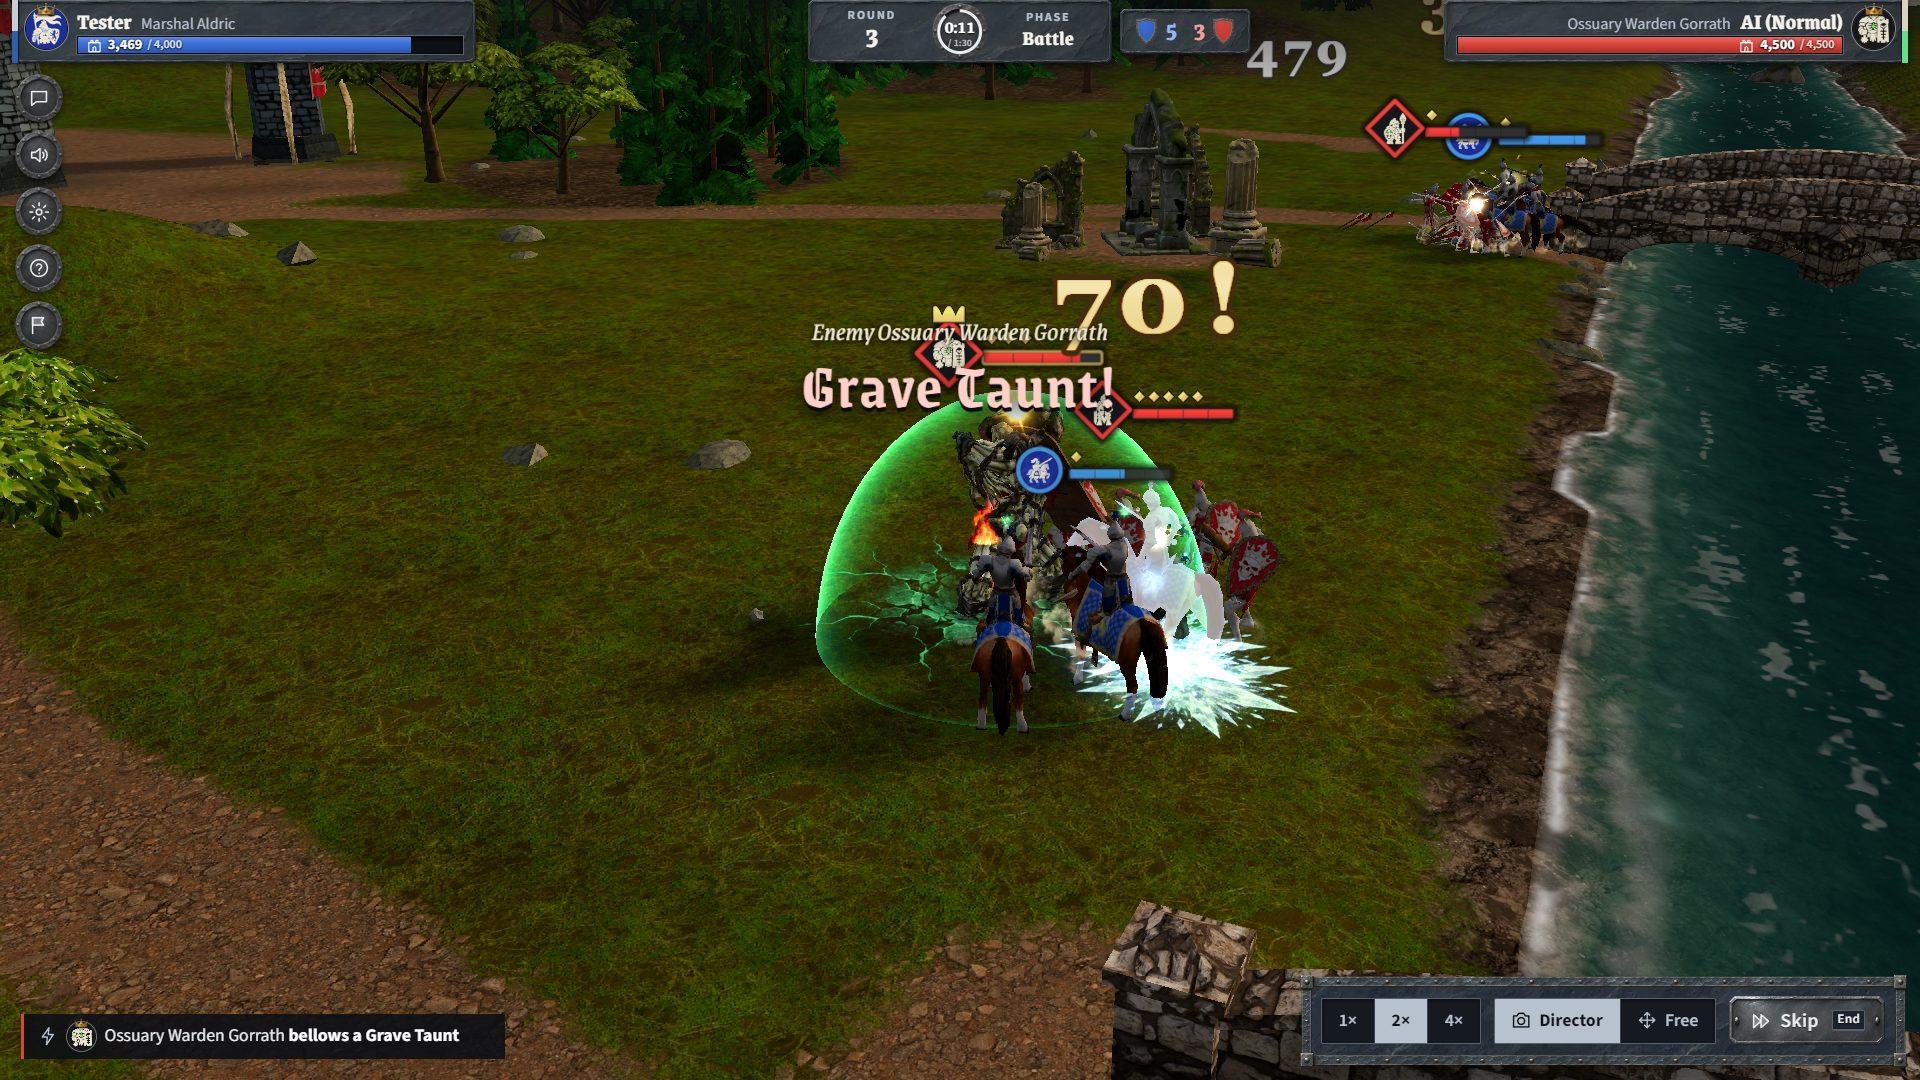 Tester Marshal Aldric
3,469 / 4,000
ROUND
3
0:11
/ 1:30
PHASE
Battle
5 3
Ossuary Warden Gorrath AI (Normal)
4,500 / 4,500
479
70!
Enemy Ossuary Warden Gorrath
Grave Taunt!
Ossuary Warden Gorrath bellows a Grave Taunt
1×
2×
4×
Director
Free
Skip End